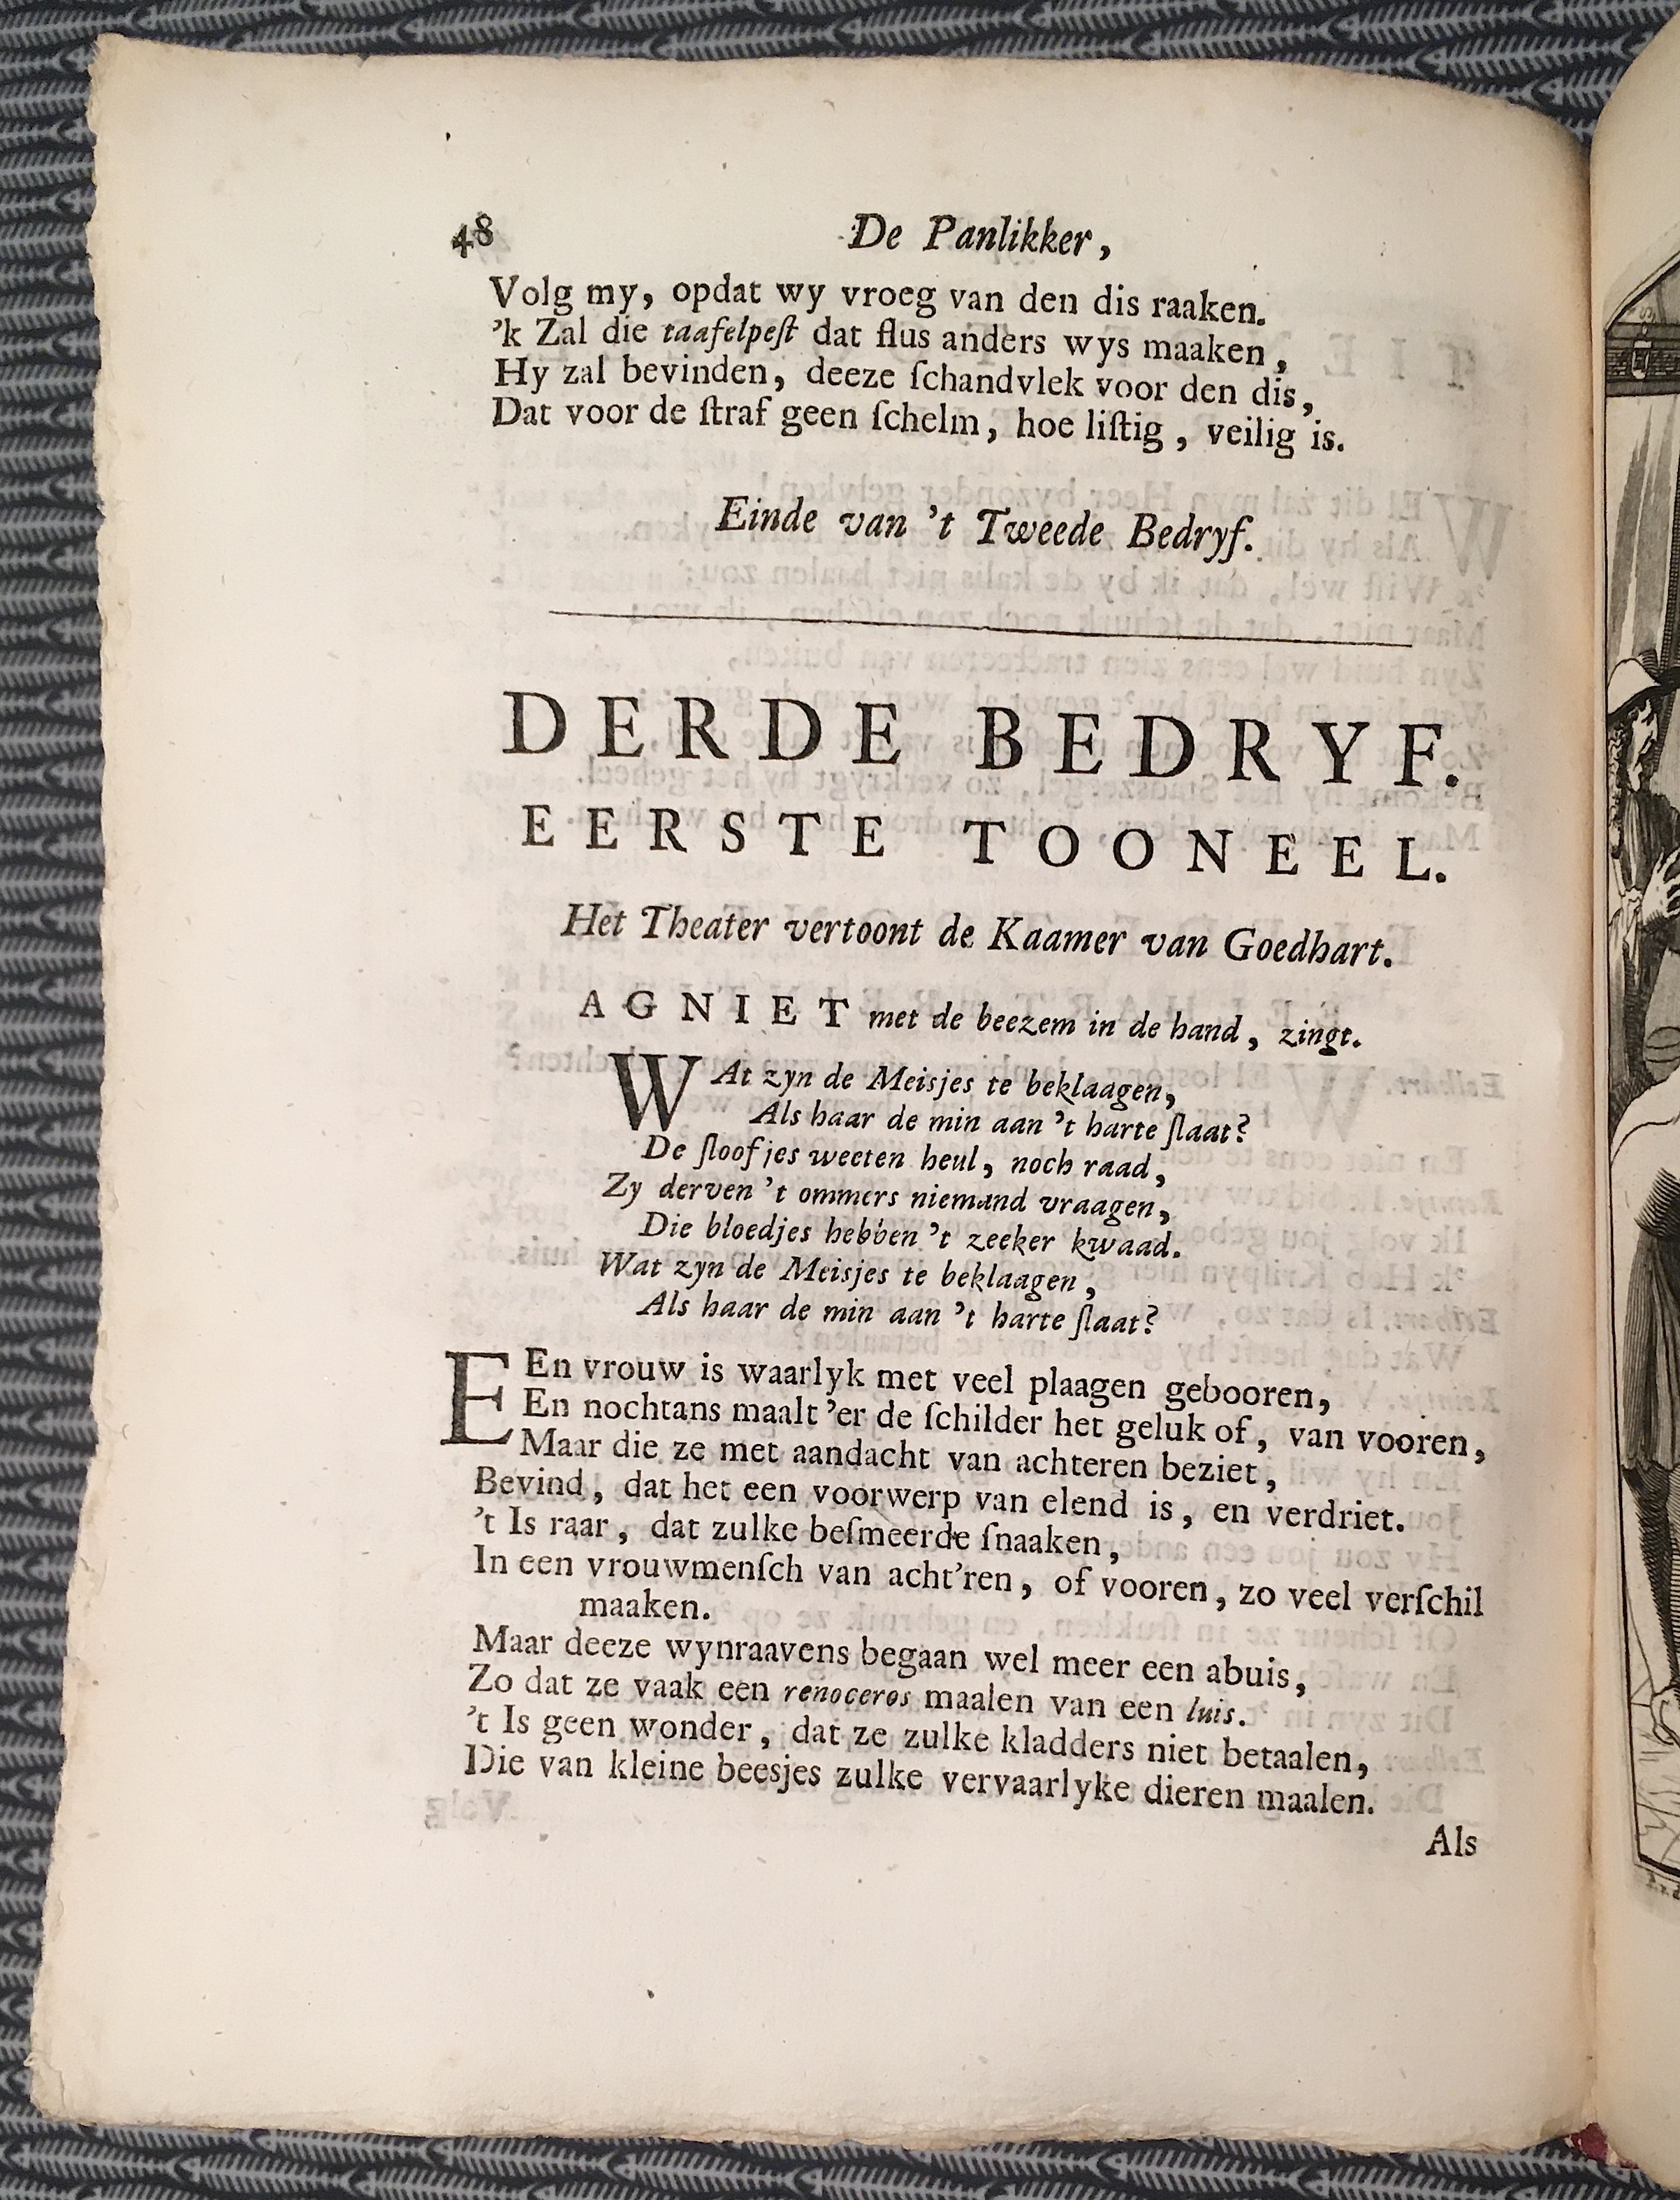 48 De Panlikker,
Volg my, opdat wy vroeg van den dis raaken.
’k Zal die taafelpeſt dat flus anders wys maaken,
Hy zal bevinden, deeze ſchandvlek voor den dis,
Dat voor de ſtraf geen ſchelm, hoe liſtig, veilig is.
Einde van ’t Tweede Bedryf.
DERDE BEDRYF.
EERSTE TOONEEL.
Het Theater vertoont de Kaamer van Goedhart.
AGNIET met de beezem in de hand, zingt.
WAt zyn de Meisjes te beklaagen,
Als haar de min aan ’t harte ſlaat?
De ſloofjes weeten heul, noch raad,
Zy derven ’t ommers niemand vraagen,
Die bloedjes hebben ’t zeeker kwaad.
Wat zyn de Meisjes te beklaagen,
Als haar de min aan ’t harte ſlaat?
EEn vrouw is waarlyk met veel plaagen gebooren,
En nochtans maalt ’er de ſchilder het geluk of, van vooren,
Maar die ze met aandacht van achteren beziet,
Bevind, dat het een voorwerp van elend is, en verdriet.
’t Is raar, dat zulke beſmeerde ſnaaken,
In een vrouwmenſch van acht’ren, of vooren, zo veel verſchil
maaken.
Maar deeze wynraavens begaan wel meer een abuis,
Zo dat ze vaak een renoceros maalen van een luis.
’t Is geen wonder, dat ze zulke kladders niet betaalen,
Die van kleine beesjes zulke vervaarlyke dieren maalen.
Als